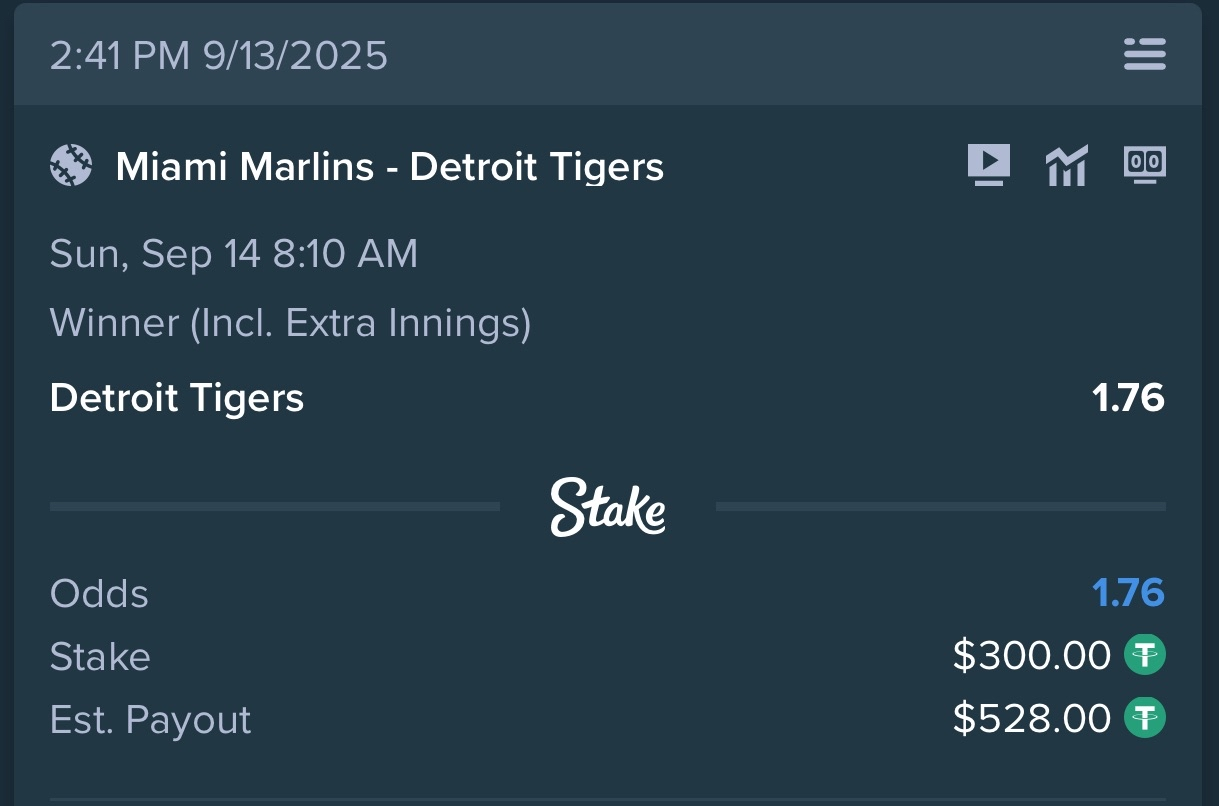 2:41 PM 9/13/2025
Miami Marlins - Detroit Tigers
00
Sun, Sep 14 8:10 AM
Winner (Incl. Extra Innings)
Detroit Tigers 1.76
Stake
Odds 1.76
Stake $300.00
Est. Payout $528.00